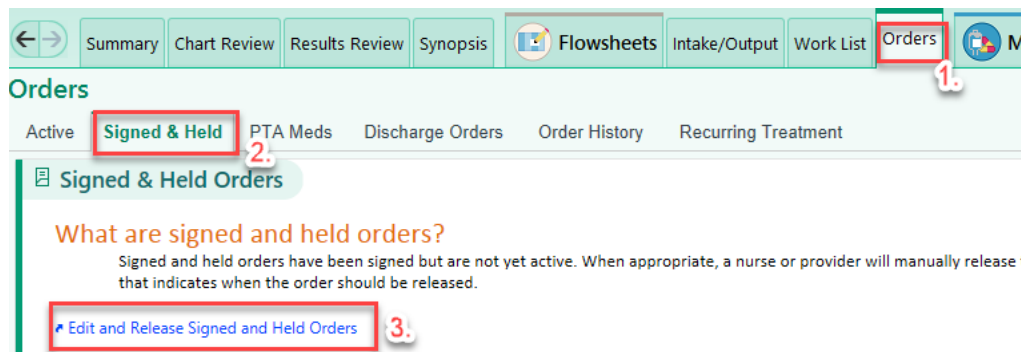 Summary Chart Review Results Review Synopsis Flowsheets Intake/Output Work List Orders M
1.
Orders
Active Signed & Held PTA Meds Discharge Orders Order History Recurring Treatment
2.
Signed & Held Orders
What are signed and held orders?
Signed and held orders have been signed but are not yet active. When appropriate, a nurse or provider will manually release
that indicates when the order should be released.
Edit and Release Signed and Held Orders 3.